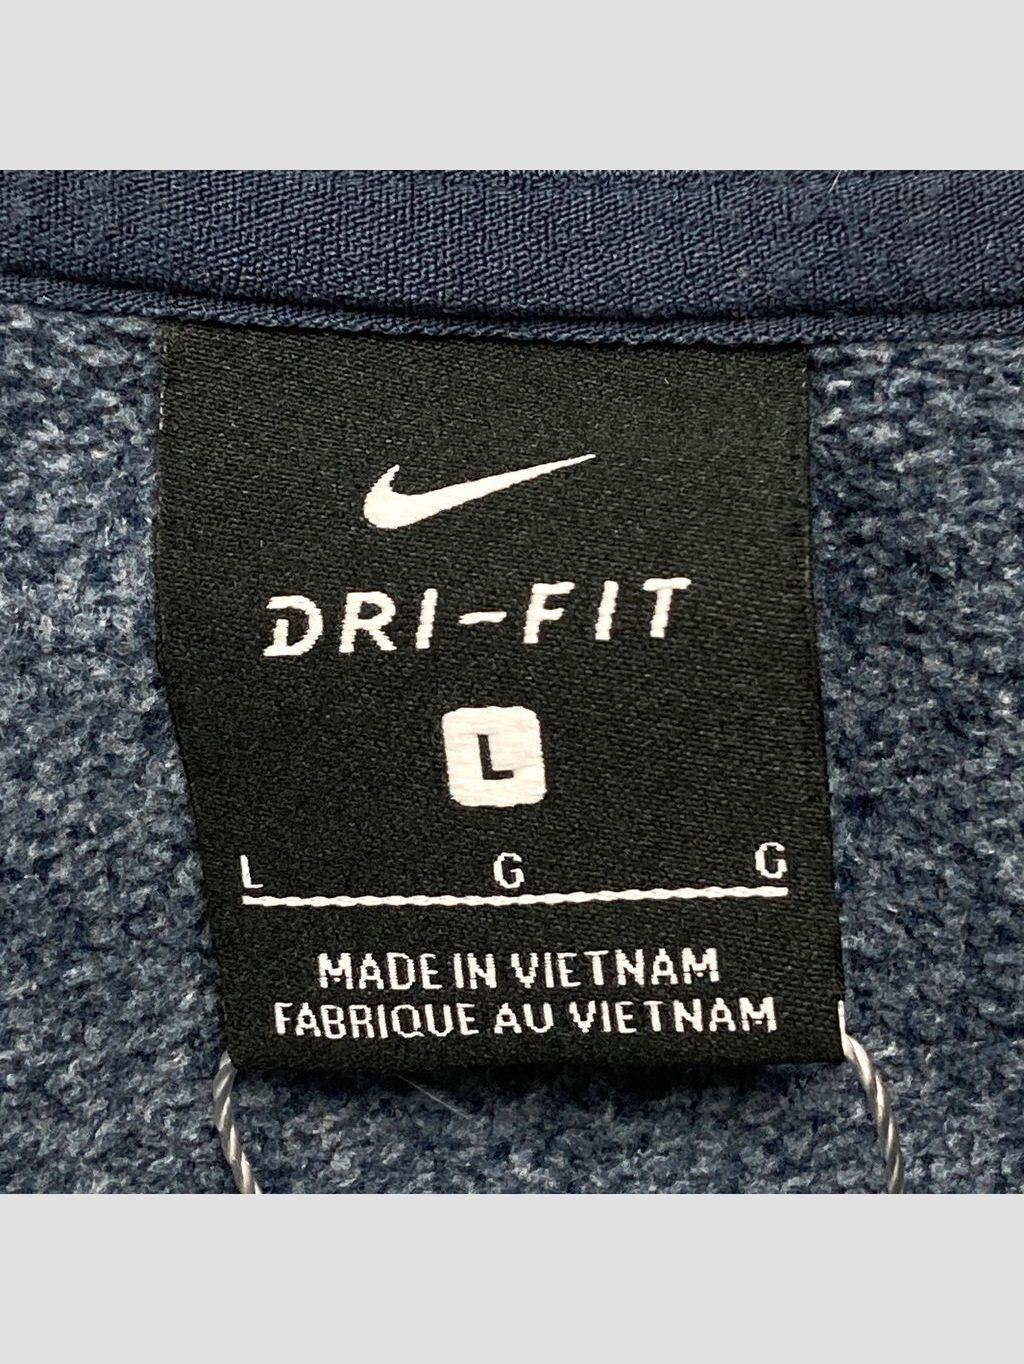 DRI-FIT
L
L G G
MADE IN VIETNAM
FABRIQUE AU VIETNAM